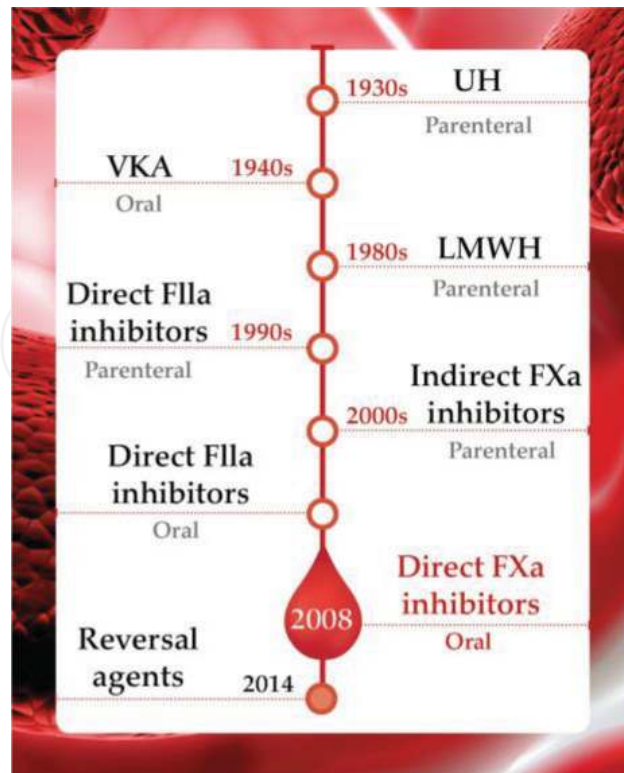 1930s UH
Parenteral
VKA 1940s
Oral
1980s LMWH
Parenteral
Direct FIIa
inhibitors 1990s
Parenteral
Indirect FXa
2000s inhibitors
Parenteral
Direct FIIa
inhibitors
Oral
Direct FXa
inhibitors
2008
Oral
Reversal
agents 2014